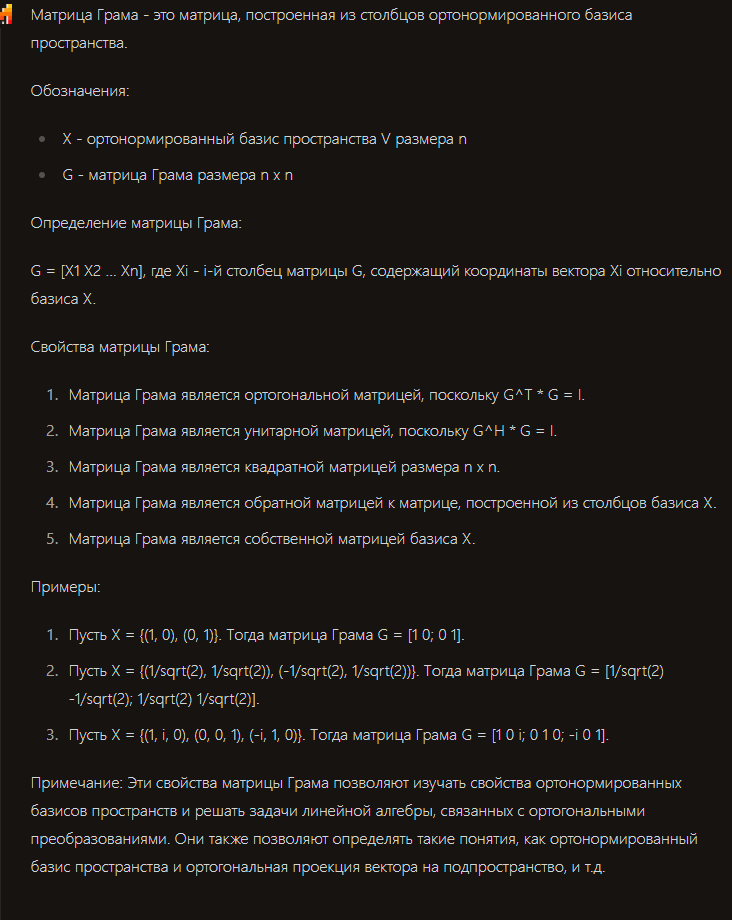 Матрица Грама - это матрица, построенная из столбцов ортонормированного базиса
пространства.
Обозначения:
• X - ортонормированный базис пространства V размера n
• G - матрица Грама размера n x n
Определение матрицы Грама:
G = [X1 X2 ... Xn], где Xi - i-й столбец матрицы G, содержащий координаты вектора Xi относительно
базиса X.
Свойства матрицы Грама:
1. Матрица Грама является ортогональной матрицей, поскольку G^T * G = I.
2. Матрица Грама является унитарной матрицей, поскольку G^H * G = I.
3. Матрица Грама является квадратной матрицей размера n x n.
4. Матрица Грама является обратной матрицей к матрице, построенной из столбцов базиса X.
5. Матрица Грама является собственной матрицей базиса X.
Примеры:
1. Пусть X = {(1, 0), (0, 1)}. Тогда матрица Грама G = [1 0; 0 1].
2. Пусть X = {(1/sqrt(2), 1/sqrt(2)), (-1/sqrt(2), 1/sqrt(2))}. Тогда матрица Грама G = [1/sqrt(2)
-1/sqrt(2); 1/sqrt(2) 1/sqrt(2)].
3. Пусть X = {(1, i, 0), (0, 0, 1), (-i, 1, 0)}. Тогда матрица Грама G = [1 0 i; 0 1 0; -i 0 1].
Примечание: Эти свойства матрицы Грама позволяют изучать свойства ортонормированных
базисов пространств и решать задачи линейной алгебры, связанных с ортогональными
преобразованиями. Они также позволяют определять такие понятия, как ортонормированный
базис пространства и ортогональная проекция вектора на подпространство, и т.д.